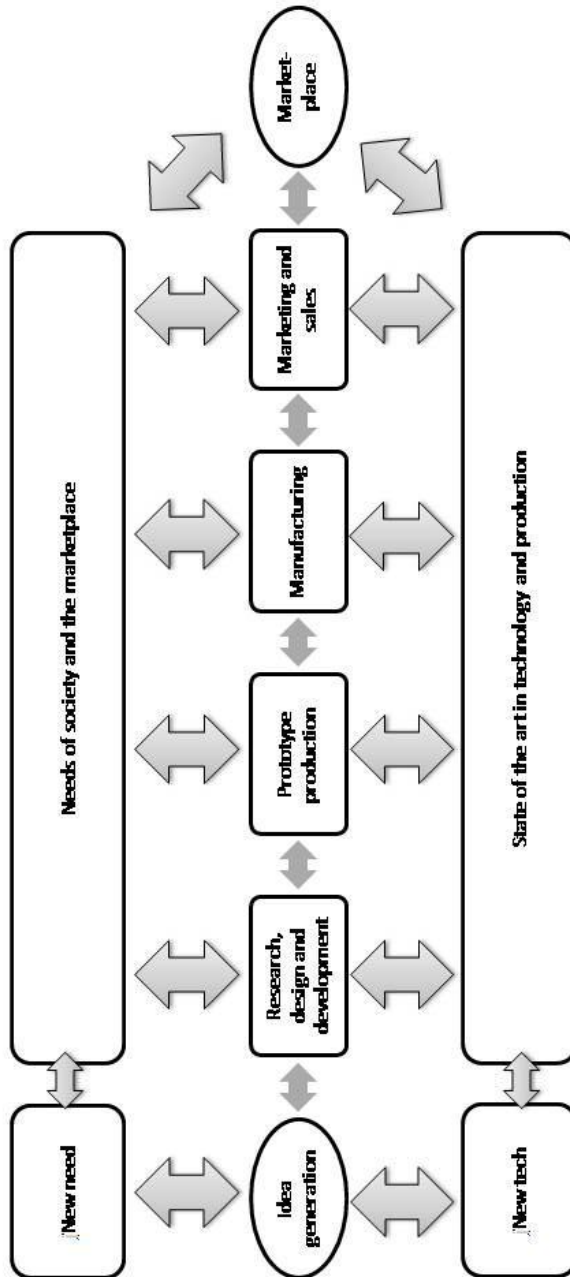 New need
Needs of society and the marketplace
Idea
generation
Research,
design and
development
Prototype
production
Manufacturing
Marketing and
sales
Market-
place
New tech
State of the art in technology and production